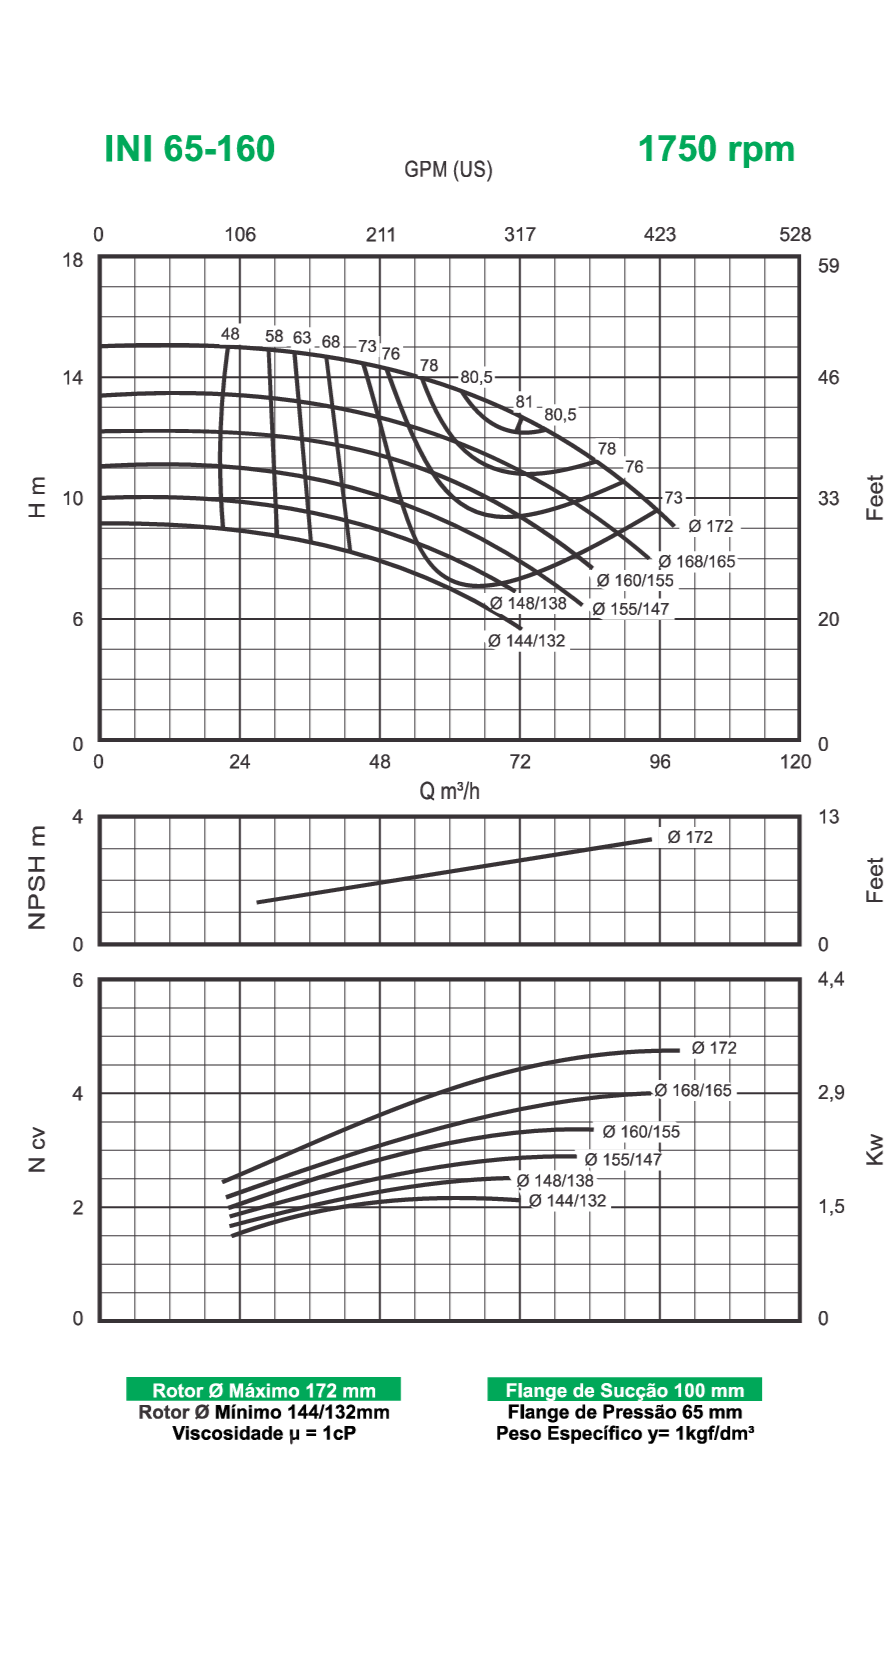 INI 65-160
1750 rpm
GPM (US)
0 106 211 317 423 528
18 59
48 58 63 68 73 76 78 80,5 81 80,5 78 76 73
14 46
H m
10 33
Feet
Ø 172
Ø 168/165
Ø 160/155
Ø 148/138
Ø 155/147
6 20
Ø 144/132
0 0
0 24 48 72 96 120
Q m³/h
4 13
Ø 172
NPSH m
Feet
0 0
6 4,4
Ø 172
4 2,9
Ø 168/165
Ø 160/155
N cv
Kw
Ø 155/147
Ø 148/138
Ø 144/132
2 1,5
0 0
Rotor Ø Máximo 172 mm
Rotor Ø Mínimo 144/132mm
Viscosidade µ = 1cP
Flange de Sucção 100 mm
Flange de Pressão 65 mm
Peso Específico y= 1kgf/dm³